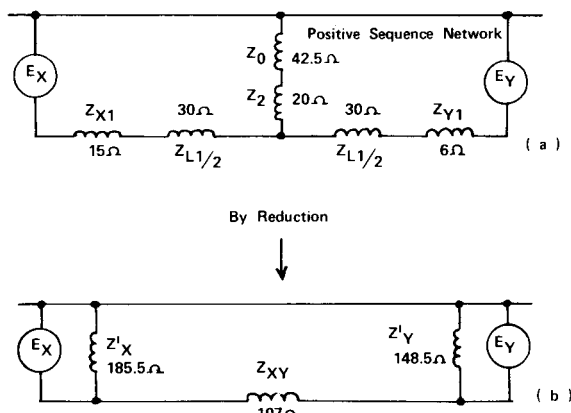 Positive Sequence Network
E_X
Z_0
42.5Ω
E_Y
Z_X1
30Ω
Z_2
20Ω
30Ω
Z_Y1
15Ω
Z_L1/2
Z_L1/2
6Ω
( a )
By Reduction
E_X
Z'_X
185.5Ω
Z_XY
Z'_Y
148.5Ω
E_Y
( b )